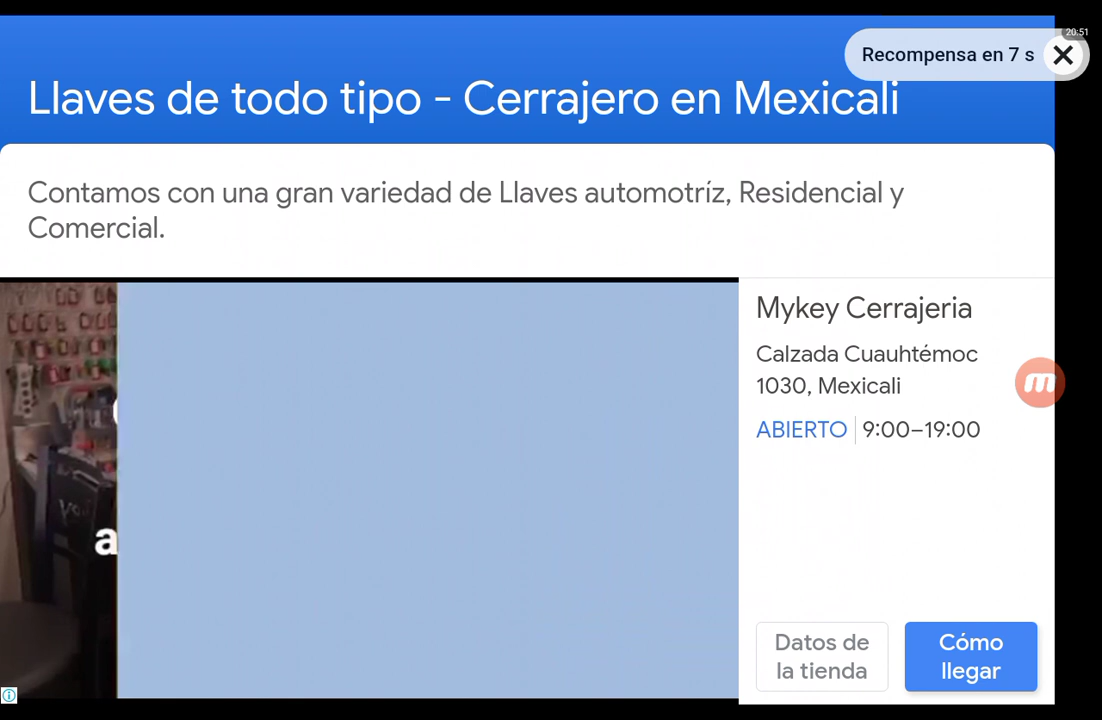 20:51
Recompensa en 7 s
Llaves de todo tipo - Cerrajero en Mexicali
Contamos con una gran variedad de Llaves automotríz, Residencial y
Comercial.
a
Mykey Cerrajeria
Calzada Cuauhtémoc
1030, Mexicali
ABIERTO | 9:00–19:00
Datos de
la tienda
Cómo
llegar